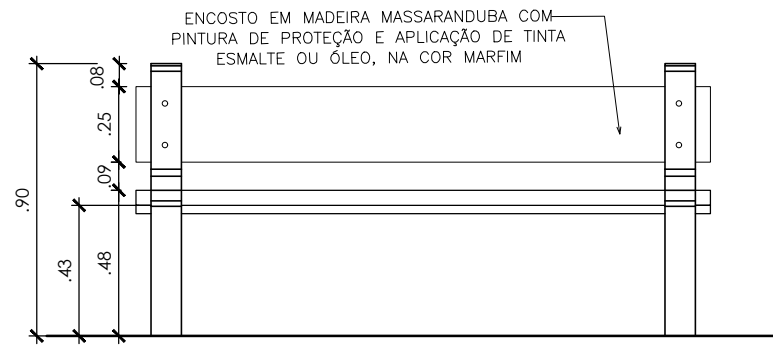 ENCOSTO EM MADEIRA MASSARANDUBA COM
PINTURA DE PROTEÇÃO E APLICAÇÃO DE TINTA
ESMALTE OU ÓLEO, NA COR MARFIM
.08
.25
.09
.90
.43
.48